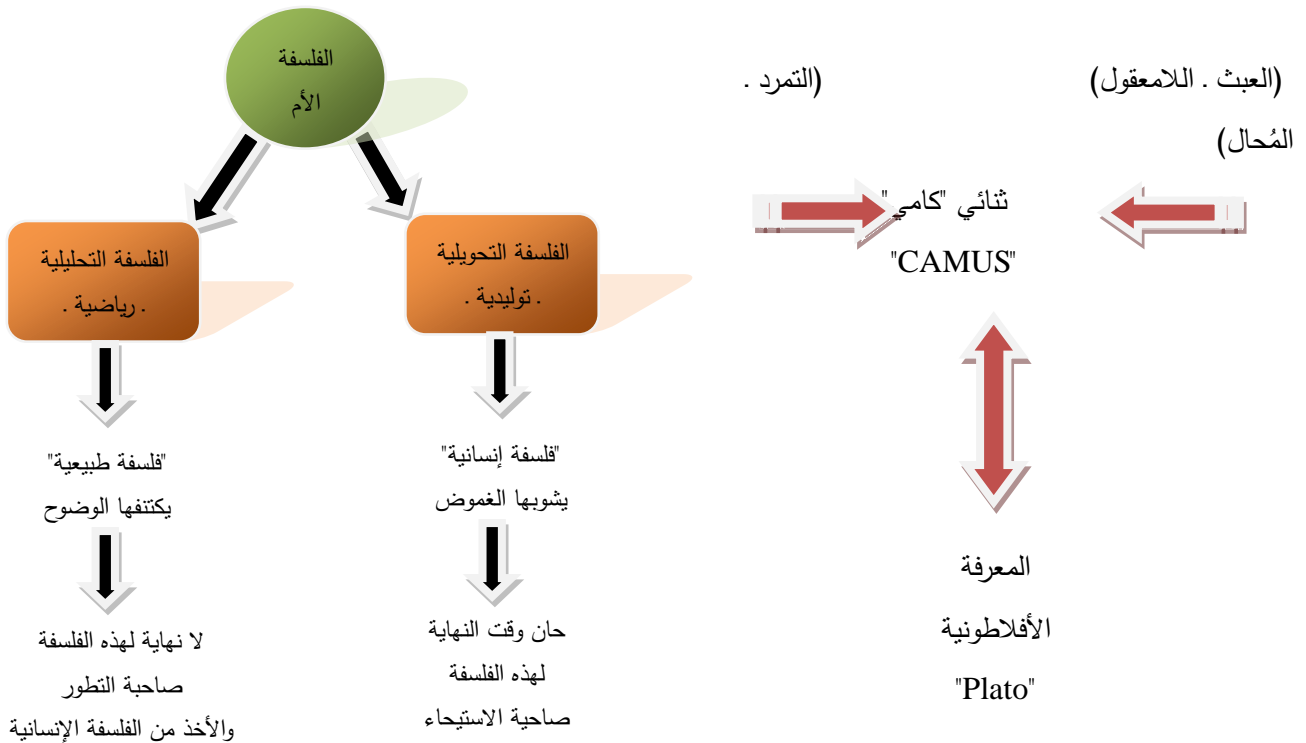 (العبث . اللامعقول)
(التمرد .
المُحال)
ثنائي "كامي"
"CAMUS"
المعرفة
الأفلاطونية
"Plato"
الفلسفة
الأم
الفلسفة التحويلية
. توليدية .
"فلسفة إنسانية"
يشوبها الغموض
حان وقت النهاية
لهذه الفلسفة
صاحية الاستيحاء
الفلسفة التحليلية
. رياضية .
"فلسفة طبيعية"
يكتنفها الوضوح
لا نهاية لهذه الفلسفة
صاحبة التطور
والأخذ من الفلسفة الإنسانية